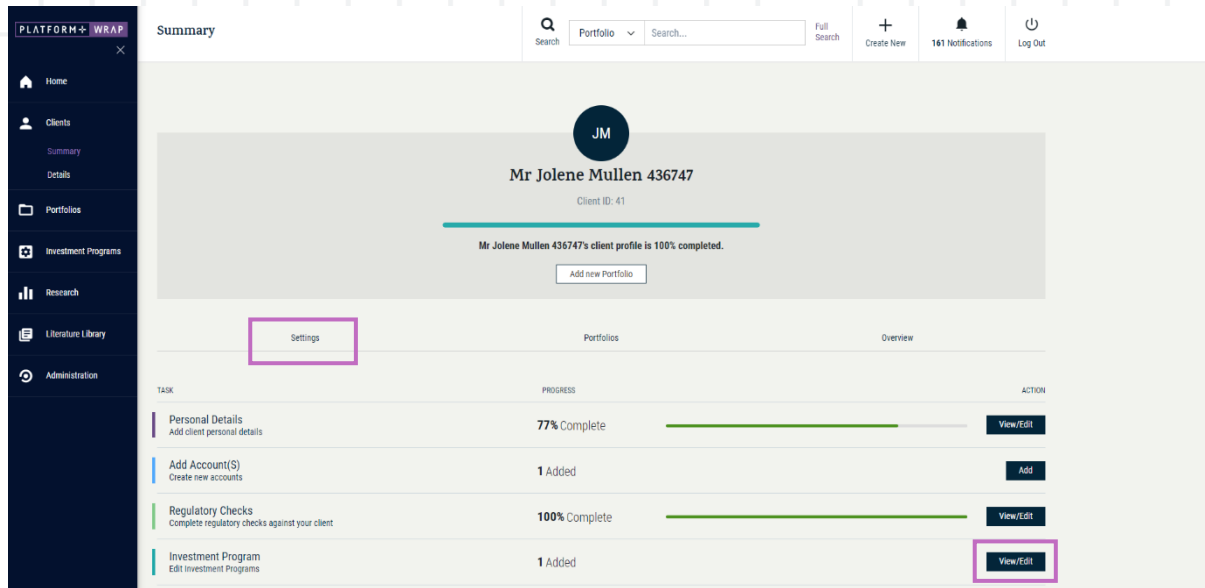 PLATFORM+ WRAP
Summary
Search
Portfolio
Search...
Full
Search
Create New
161 Notifications
Log Out
Home
Clients
Summary
Details
Portfolios
Investment Programs
Research
Literature Library
Administration
JM
Mr Jolene Mullen 436747
Client ID: 41
Mr Jolene Mullen 436747's client profile is 100% completed.
Add new Portfolio
Settings
Portfolios
Overview
TASK
PROGRESS
ACTION
Personal Details
Add client personal details
77% Complete
View/Edit
Add Account(S)
Create new accounts
1 Added
Add
Regulatory Checks
Complete regulatory checks against your client
100% Complete
View/Edit
Investment Program
Edit Investment Programs
1 Added
View/Edit